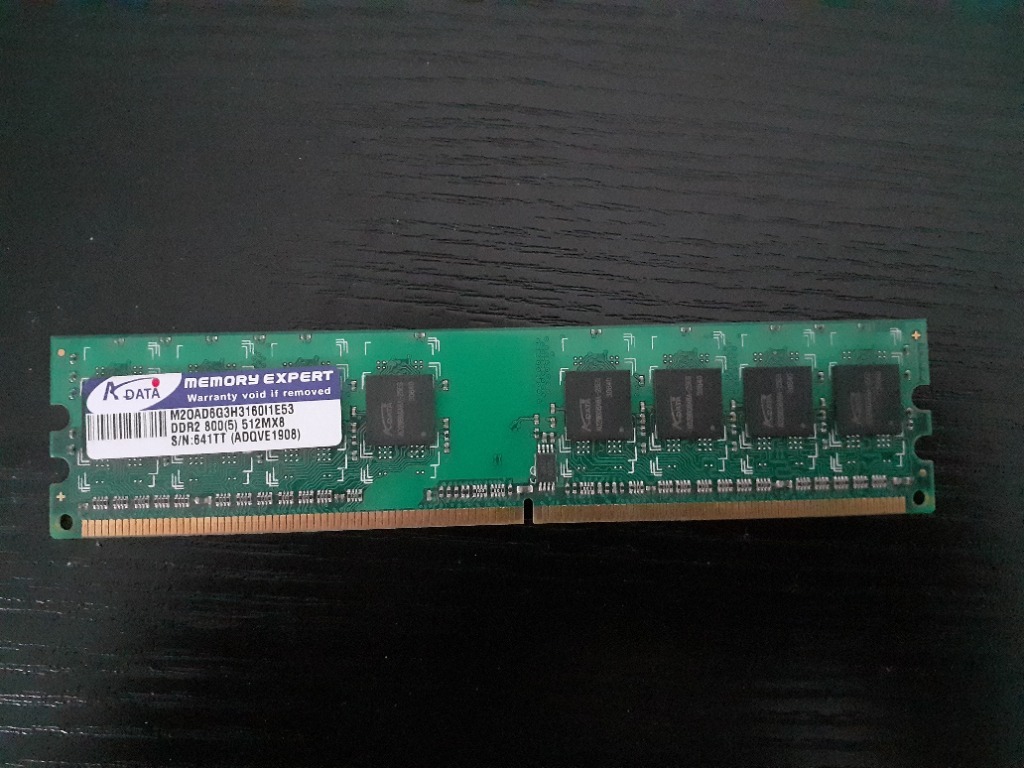 A DATA
MEMORY EXPERT
Warranty void if removed
M2OAD6G3H3160I1E53
DDR2 800(5) 512MX8
S/N:641TT (ADQVE1908)